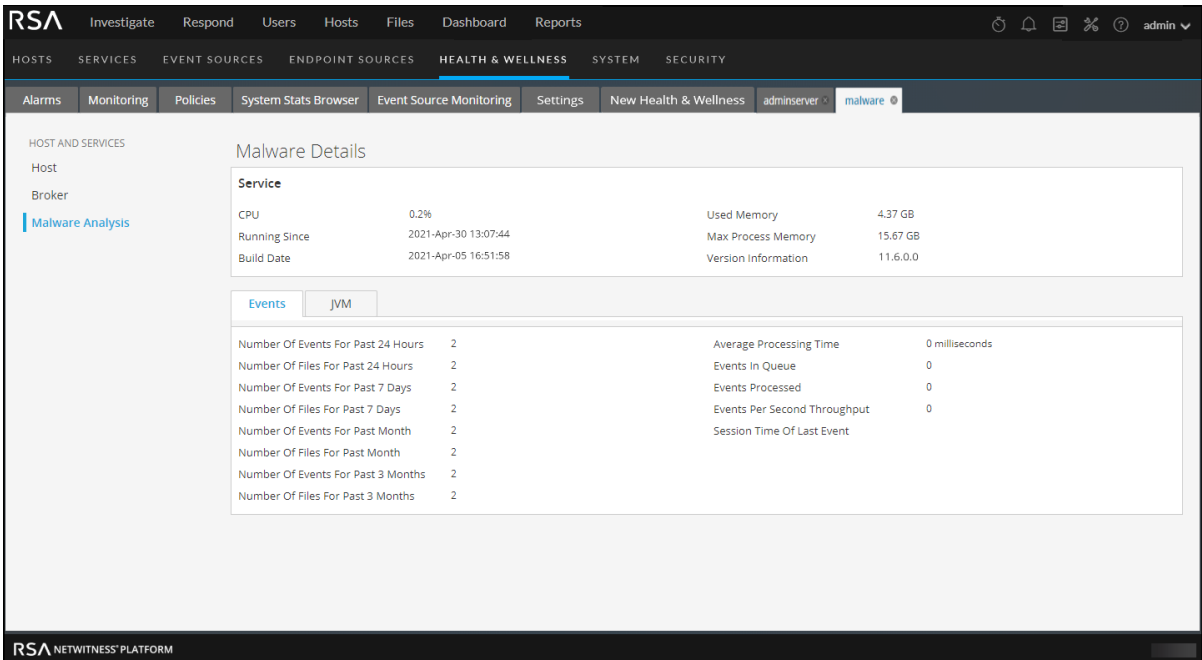 RSA Investigate Respond Users Hosts Files Dashboard Reports admin
HOSTS SERVICES EVENT SOURCES ENDPOINT SOURCES HEALTH & WELLNESS SYSTEM SECURITY
Alarms Monitoring Policies System Stats Browser Event Source Monitoring Settings New Health & Wellness adminserver malware
HOST AND SERVICES
Host
Broker
Malware Analysis
Malware Details
Service
CPU 0.2% Used Memory 4.37 GB
Running Since 2021-Apr-30 13:07:44 Max Process Memory 15.67 GB
Build Date 2021-Apr-05 16:51:58 Version Information 11.6.0.0
Events JVM
Number Of Events For Past 24 Hours 2 Average Processing Time 0 milliseconds
Number Of Files For Past 24 Hours 2 Events In Queue 0
Number Of Events For Past 7 Days 2 Events Processed 0
Number Of Files For Past 7 Days 2 Events Per Second Throughput 0
Number Of Events For Past Month 2 Session Time Of Last Event
Number Of Files For Past Month 2
Number Of Events For Past 3 Months 2
Number Of Files For Past 3 Months 2
RSA NETWITNESS® PLATFORM